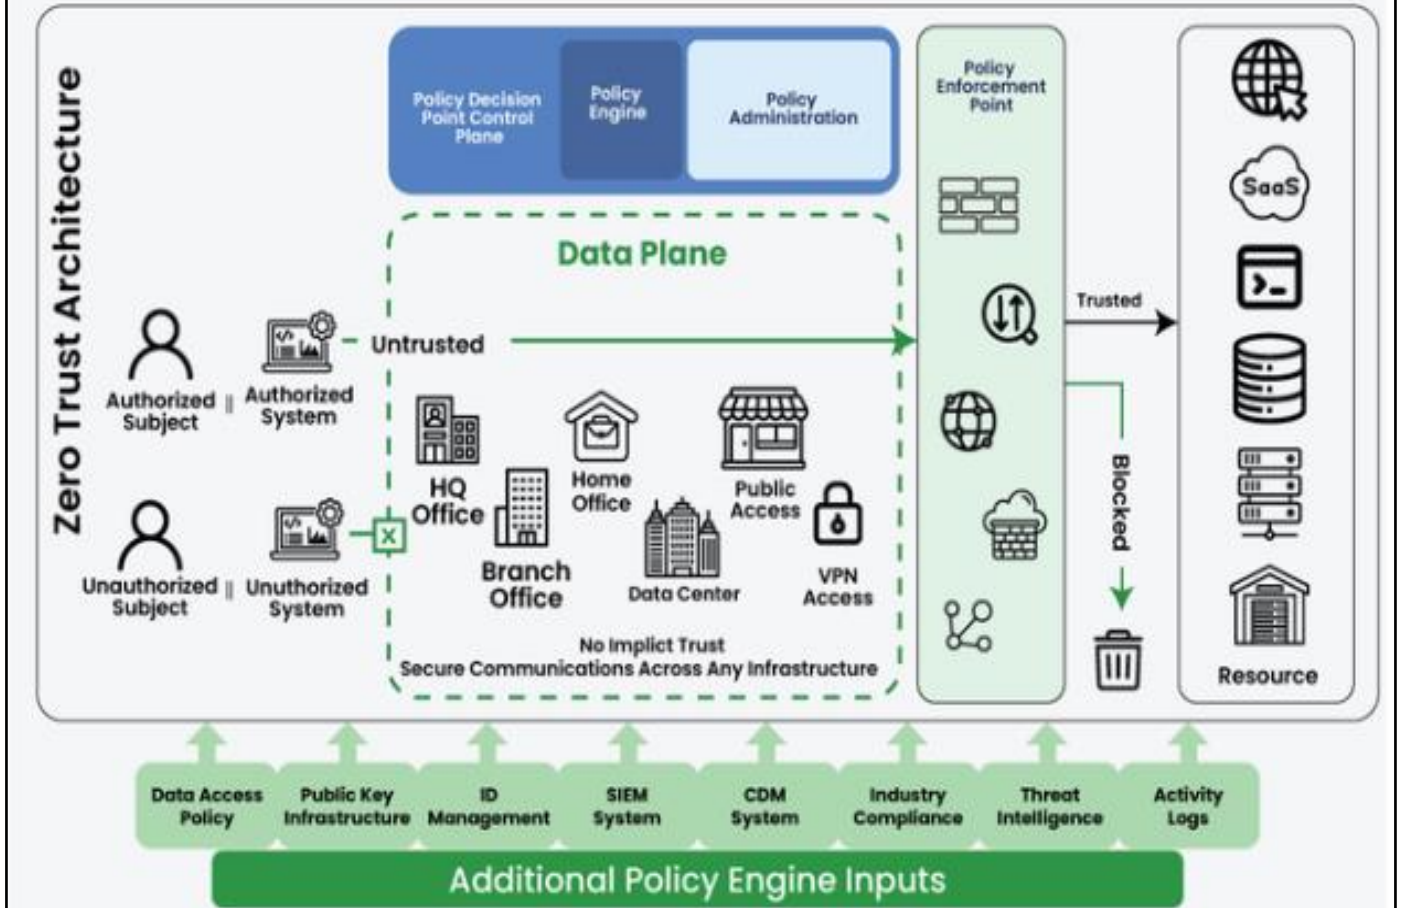 Zero Trust Architecture
Policy Decision
Point Control
Plane
Policy
Engine
Policy
Administration
Policy
Enforcement
Point
Data Plane
SaaS
Trusted
Untrusted
Authorized
Subject
||
Authorized
System
HQ
Office
Home
Office
Public
Access
Blocked
X
Unauthorized
Subject
||
Unuthorized
System
Branch
Office
Data Center
VPN
Access
No Implict Trust
Secure Communications Across Any Infrastructure
Resource
Data Access
Policy
Public Key
Infrastructure
ID
Management
SIEM
System
CDM
System
Industry
Compliance
Threat
Intelligence
Activity
Logs
Additional Policy Engine Inputs